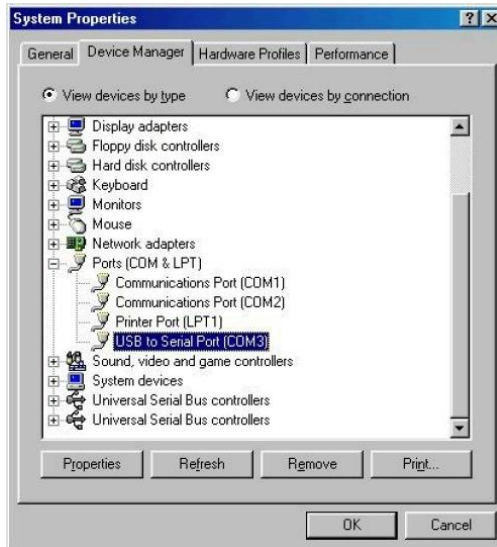 System Properties
General Device Manager Hardware Profiles Performance
View devices by type View devices by connection
Display adapters
Floppy disk controllers
Hard disk controllers
Keyboard
Monitors
Mouse
Network adapters
Ports (COM & LPT)
Communications Port (COM1)
Communications Port (COM2)
Printer Port (LPT1)
USB to Serial Port (COM3)
Sound, video and game controllers
System devices
Universal Serial Bus controllers
Universal Serial Bus controllers
Properties Refresh Remove Print...
OK Cancel